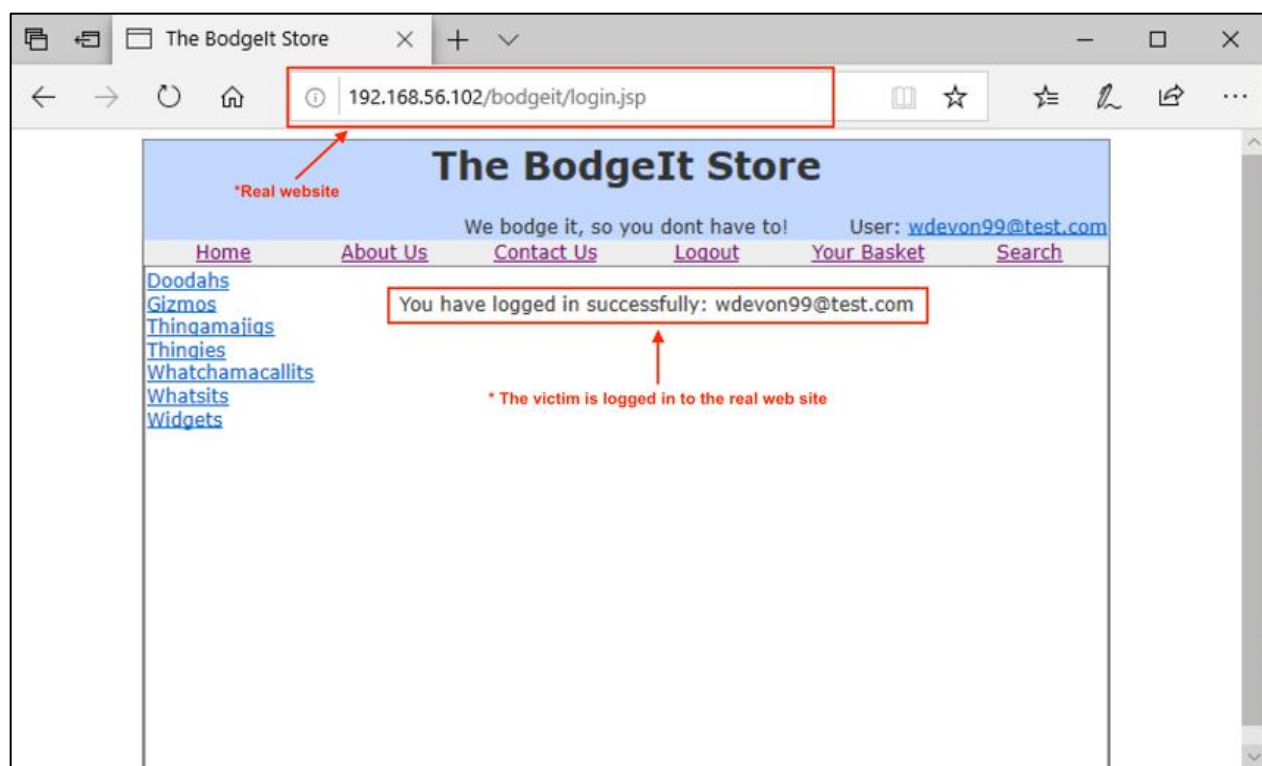 The BodgeIt Store
192.168.56.102/bodgeit/login.jsp
*Real website
The BodgeIt Store
We bodge it, so you dont have to!
User: wdevon99@test.com
Home
About Us
Contact Us
Logout
Your Basket
Search
Doodahs
Gizmos
Thingamajigs
Thingies
Whatchamacallits
Whatsits
Widgets
You have logged in successfully: wdevon99@test.com
* The victim is logged in to the real web site